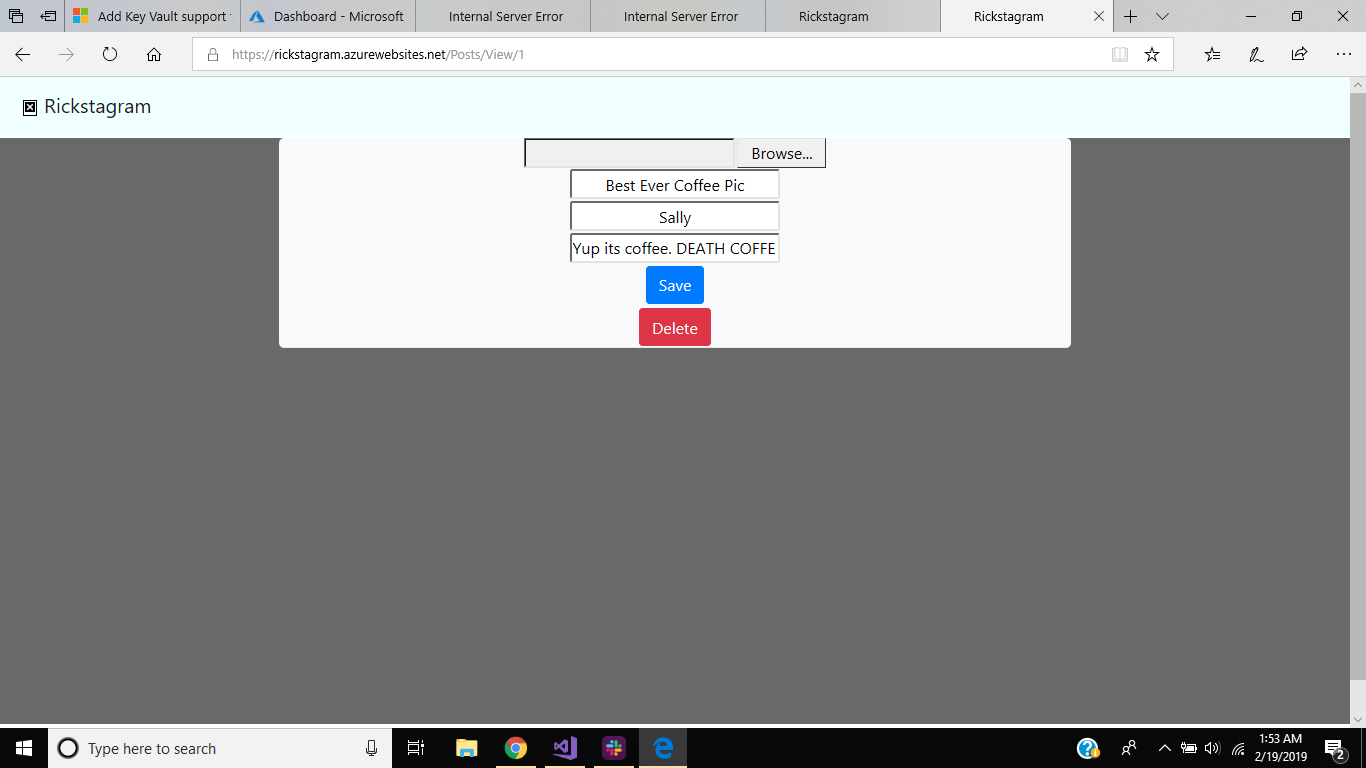 Add Key Vault support
Dashboard - Microsoft
Internal Server Error
Internal Server Error
Rickstagram
Rickstagram
https://rickstagram.azurewebsites.net/Posts/View/1
Rickstagram
Browse...
Best Ever Coffee Pic
Sally
Yup its coffee. DEATH COFFE
Save
Delete
Type here to search
1:53 AM
2/19/2019
2